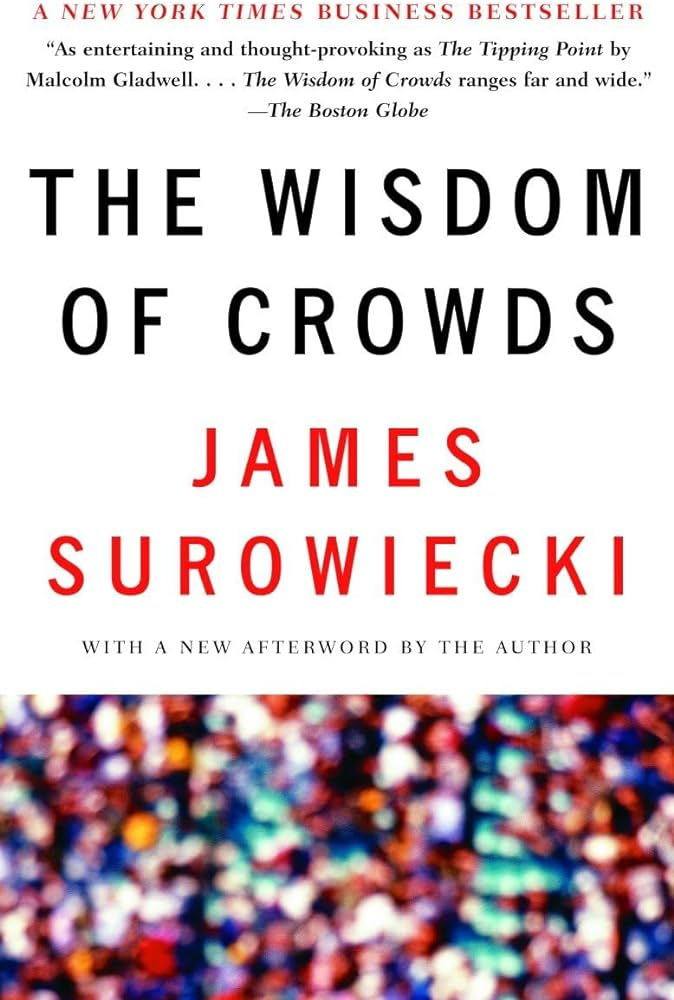 A NEW YORK TIMES BUSINESS BESTSELLER
“As entertaining and thought-provoking as The Tipping Point by
Malcolm Gladwell. . . . The Wisdom of Crowds ranges far and wide.”
—The Boston Globe
THE WISDOM
OF CROWDS
JAMES
SUROWIECKI
WITH A NEW AFTERWORD BY THE AUTHOR